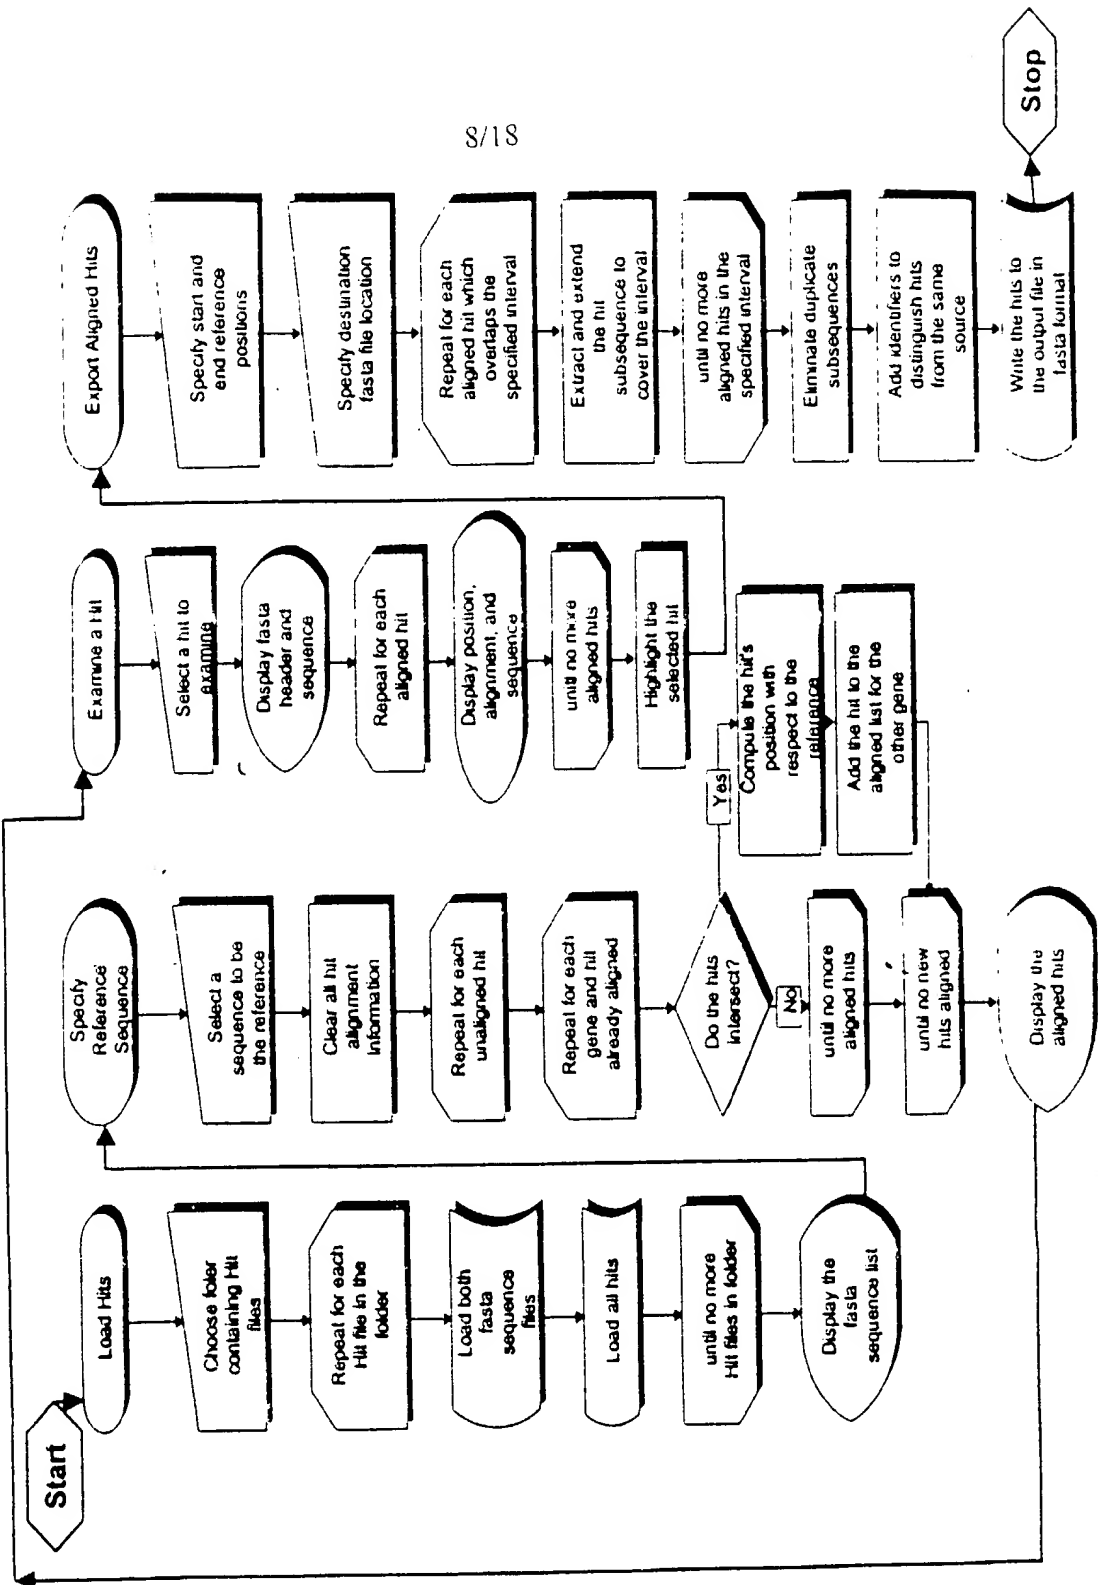 8/18
Start
Load Hits
Choose foler
containing Hit
files
Repeat for each
Hit file in the
folder
Load both
fasta
sequence
files
Load all hits
until no more
Hit files in folder
Display the
fasta
sequence list
Specify
Reference
Sequence
Select a
sequence to be
the reference
Clear all hit
alignment
Information
Repeat for each
unaligned hit
Repeat for each
gene and hit
already aligned
Do the hits
intersect?
No
Yes
Compute the hit's
position with
respect to the
reference
Add the hit to the
aligned list for the
other gene
until no more
aligned hits
until no new
hits aligned
Display the
aligned hits
Examine a Hit
Select a hit to
examine
Display fasta
header and
sequence
Repeat for each
aligned hit
Display position,
alignment, and
sequence
until no more
aligned hits
Highlight the
selected hit
Export Aligned Hits
Specify start and
end reference
positions
Specify destination
fasta file location
Repeat for each
aligned hit which
overlaps the
specified interval
Extract and extend
the hit
subsequence to
cover the interval
until no more
aligned hits in the
specified interval
Eliminate duplicate
subsequences
Add identifiers to
distinguish hits
from the same
source
Write the hits to
the output file in
fasta format
Stop